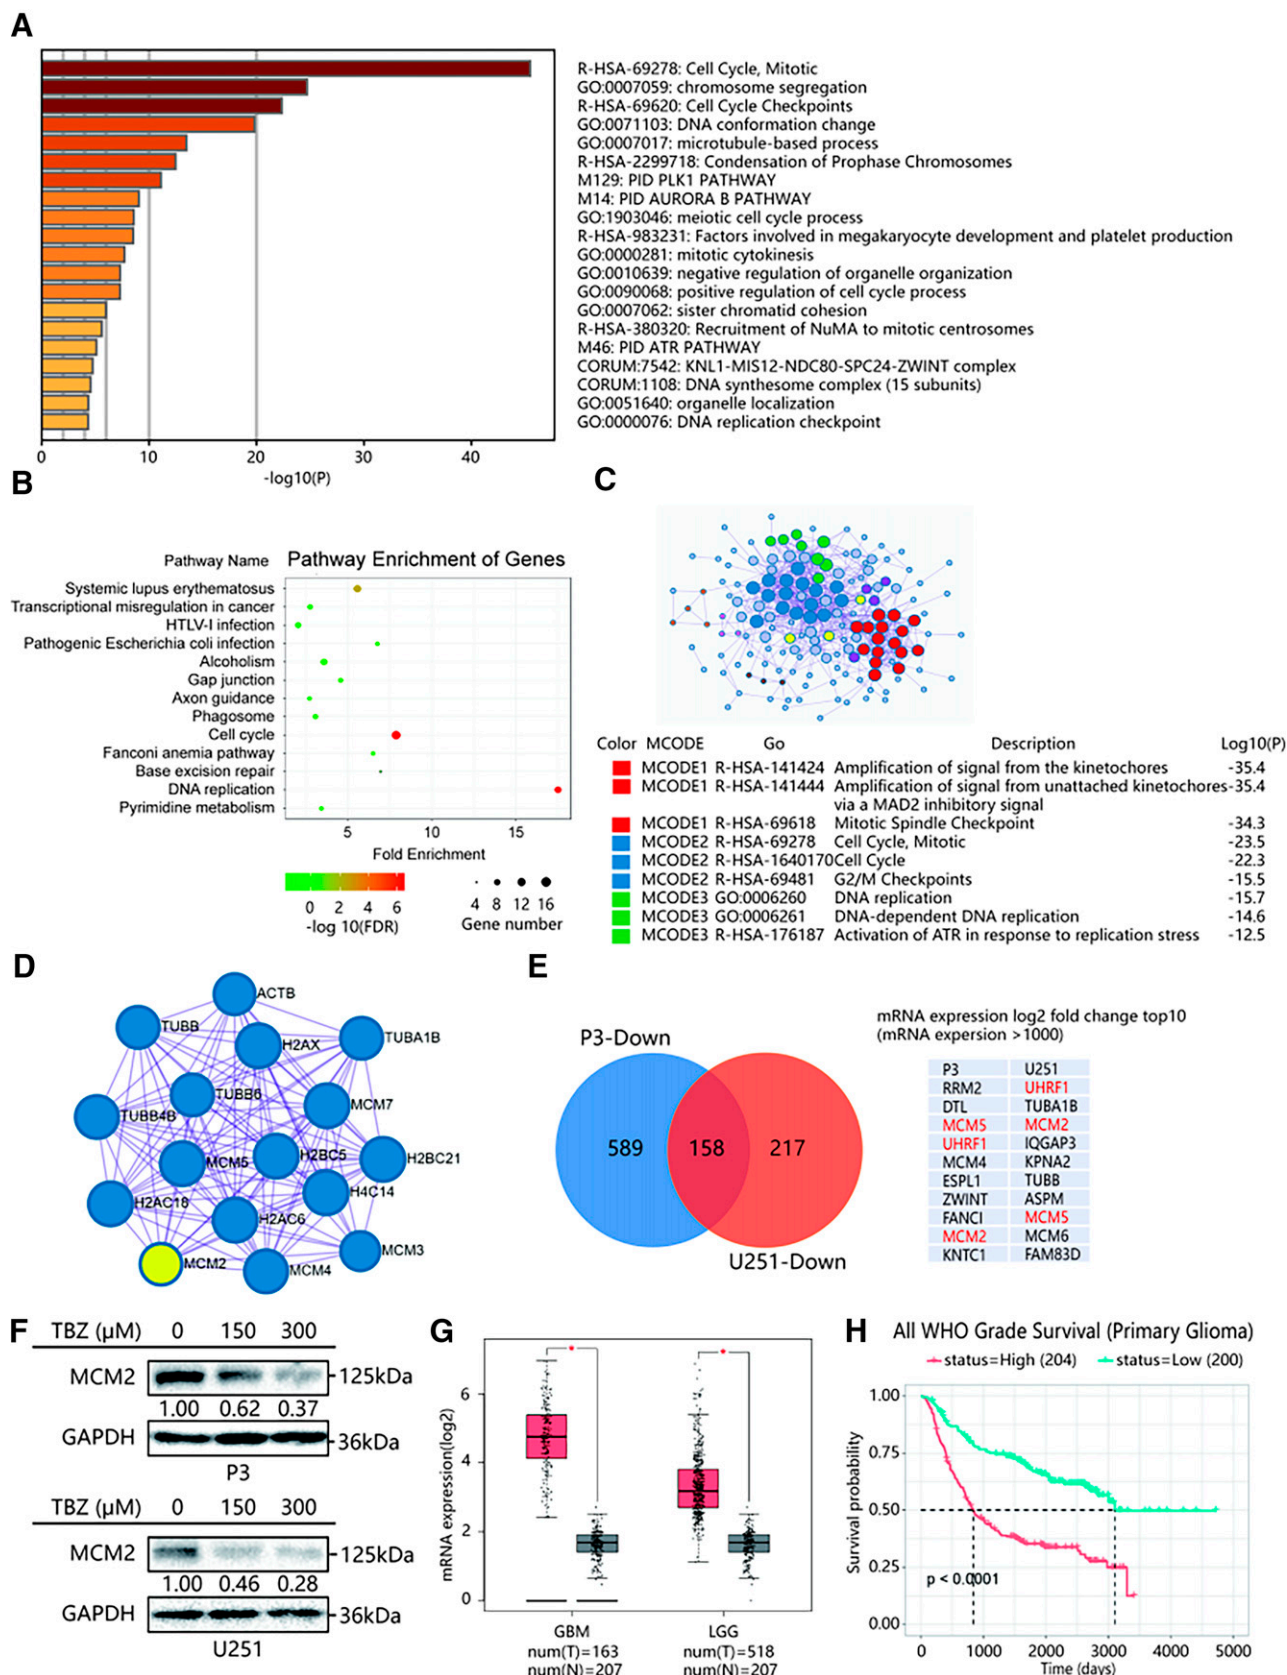 A
R-HSA-69278: Cell Cycle, Mitotic
GO:0007059: chromosome segregation
R-HSA-69620: Cell Cycle Checkpoints
GO:0071103: DNA conformation change
GO:0007017: microtubule-based process
R-HSA-2299718: Condensation of Prophase Chromosomes
M129: PID PLK1 PATHWAY
M14: PID AURORA B PATHWAY
GO:1903046: meiotic cell cycle process
R-HSA-983231: Factors involved in megakaryocyte development and platelet production
GO:0000281: mitotic cytokinesis
GO:0010639: negative regulation of organelle organization
GO:0090068: positive regulation of cell cycle process
GO:0007062: sister chromatid cohesion
R-HSA-380320: Recruitment of NuMA to mitotic centrosomes
M46: PID ATR PATHWAY
CORUM:7542: KNL1-MIS12-NDC80-SPC24-ZWINT complex
CORUM:1108: DNA synthesome complex (15 subunits)
GO:0051640: organelle localization
GO:0000076: DNA replication checkpoint
0 10 20 30 40
-log10(P)
B
Pathway Name Pathway Enrichment of Genes
Systemic lupus erythematosus
Transcriptional misregulation in cancer
HTLV-I infection
Pathogenic Escherichia coli infection
Alcoholism
Gap junction
Axon guidance
Phagosome
Cell cycle
Fanconi anemia pathway
Base excision repair
DNA replication
Pyrimidine metabolism
5 10 15
Fold Enrichment
0 2 4 6
-log 10(FDR)
4 8 12 16
Gene number
C
Color MCODE Go Description Log10(P)
MCODE1 R-HSA-141424 Amplification of signal from the kinetochores -35.4
MCODE1 R-HSA-141444 Amplification of signal from unattached kinetochores -35.4
via a MAD2 inhibitory signal
MCODE1 R-HSA-69618 Mitotic Spindle Checkpoint -34.3
MCODE2 R-HSA-69278 Cell Cycle, Mitotic -23.5
MCODE2 R-HSA-1640170 Cell Cycle -22.3
MCODE2 R-HSA-69481 G2/M Checkpoints -15.5
MCODE3 GO:0006260 DNA replication -15.7
MCODE3 GO:0006261 DNA-dependent DNA replication -14.6
MCODE3 R-HSA-176187 Activation of ATR in response to replication stress -12.5
D
ACTB
TUBB
H2AX
TUBA1B
TUBB6
MCM7
TUBB4B
MCM5
H2BC5
H2BC21
H2AC18
H4C14
H2AC6
MCM3
MCM2
MCM4
E
P3-Down
589 158 217
U251-Down
mRNA expression log2 fold change top10
(mRNA expersion >1000)
P3 U251
RRM2 UHRF1
DTL TUBA1B
MCM5 MCM2
UHRF1 IQGAP3
MCM4 KPNA2
ESPL1 TUBB
ZWINT ASPM
FANCI MCM5
MCM2 MCM6
KNTC1 FAM83D
F
TBZ (μM) 0 150 300
MCM2 125kDa
1.00 0.62 0.37
GAPDH 36kDa
P3
TBZ (μM) 0 150 300
MCM2 125kDa
1.00 0.46 0.28
GAPDH 36kDa
U251
G
mRNA expression(log2)
6
4
2
0
* *
GBM LGG
num(T)=163 num(T)=518
num(N)=207 num(N)=207
H
All WHO Grade Survival (Primary Glioma)
status=High (204) status=Low (200)
Survival probability
1.00
0.75
0.50
0.25
0.00
p < 0.0001
0 1000 2000 3000 4000 5000
Time (days)